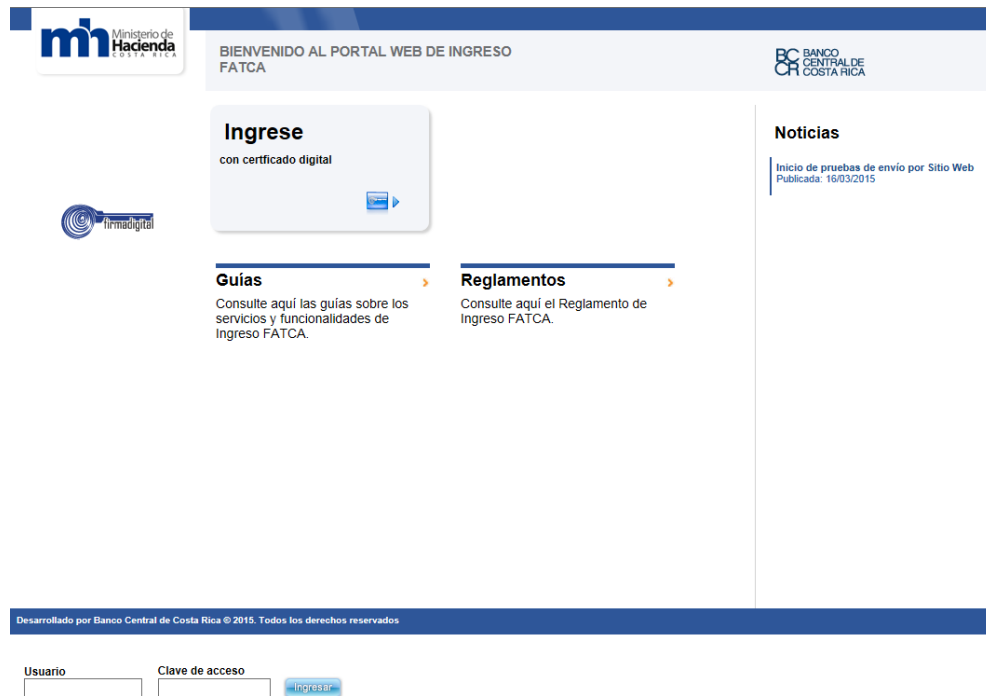 mh Ministerio de
Hacienda
COSTA RICA
BIENVENIDO AL PORTAL WEB DE INGRESO
FATCA
BC BANCO
CR CENTRAL DE
COSTA RICA
Ingrese
con certficado digital
firmadigital
Guías
Consulte aquí las guías sobre los
servicios y funcionalidades de
Ingreso FATCA.
Reglamentos
Consulte aquí el Reglamento de
Ingreso FATCA.
Noticias
Inicio de pruebas de envío por Sitio Web
Publicada: 16/03/2015
Desarrollado por Banco Central de Costa Rica © 2015. Todos los derechos reservados
Usuario
Clave de acceso
Ingresar